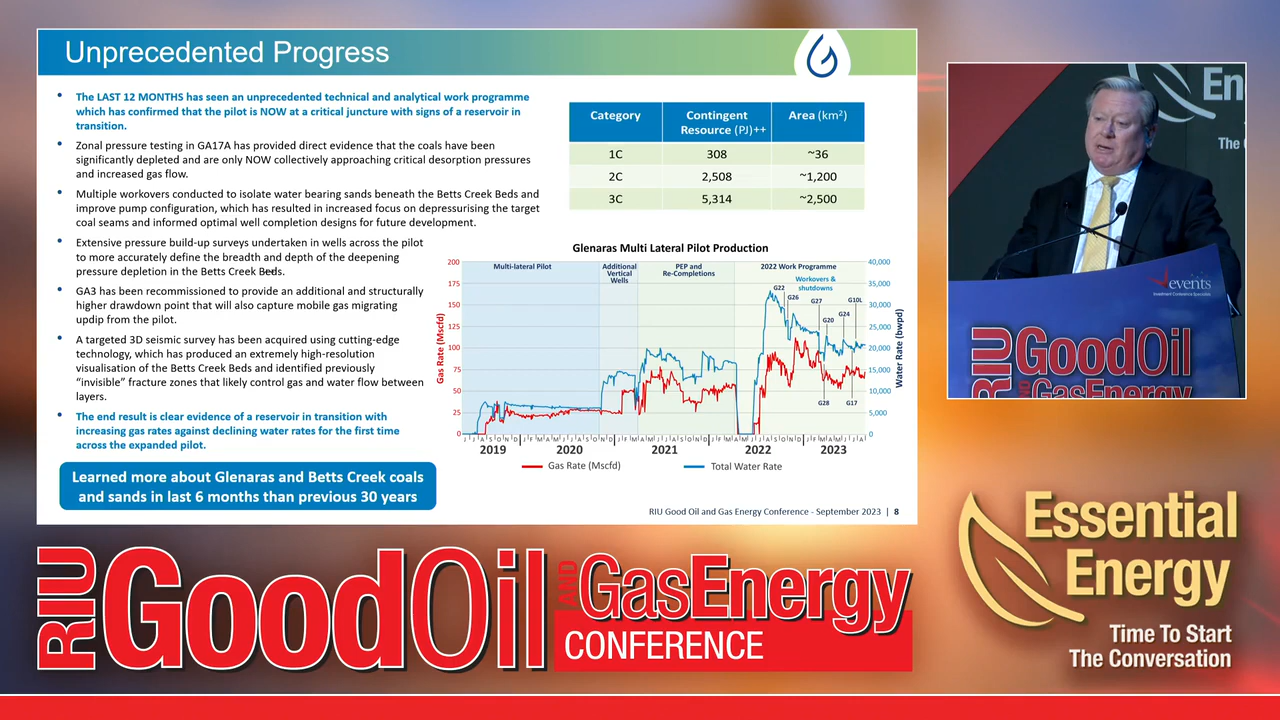 Unprecedented Progress
• The LAST 12 MONTHS has seen an unprecedented technical and analytical work programme
which has confirmed that the pilot is NOW at a critical juncture with signs of a reservoir in
transition.
• Zonal pressure testing in GA17A has provided direct evidence that the coals have been
significantly depleted and are only NOW collectively approaching critical desorption pressures
and increased gas flow.
• Multiple workovers conducted to isolate water bearing sands beneath the Betts Creek Beds and
improve pump configuration, which has resulted in increased focus on depressurising the target
coal seams and informed optimal well completion designs for future development.
• Extensive pressure build-up surveys undertaken in wells across the pilot
to more accurately define the breadth and depth of the deepening
pressure depletion in the Betts Creek Beds.
• GA3 has been recommissioned to provide an additional and structurally
higher drawdown point that will also capture mobile gas migrating
updip from the pilot.
• A targeted 3D seismic survey has been acquired using cutting-edge
technology, which has produced an extremely high-resolution
visualisation of the Betts Creek Beds and identified previously
“invisible” fracture zones that likely control gas and water flow between
layers.
• The end result is clear evidence of a reservoir in transition with
increasing gas rates against declining water rates for the first time
across the expanded pilot.
Learned more about Glenaras and Betts Creek coals
and sands in last 6 months than previous 30 years
Category Contingent Resource (PJ)++ Area (km²)
1C 308 ~36
2C 2,508 ~1,200
3C 5,314 ~2,500
Glenaras Multi Lateral Pilot Production
Gas Rate (Mscfd)
200
175
150
125
100
75
50
25
0
Multi-lateral Pilot
Additional
Vertical
Wells
PEP and
Re-Completions
2022 Work Programme
Workovers &
shutdowns
G22
G26
G27
G20
G24
G10L
G28
G17
40,000
35,000
30,000
25,000
20,000
15,000
10,000
5,000
0
Water Rate (bwpd)
2019 2020 2021 2022 2023
Gas Rate (Mscfd) Total Water Rate
RIU Good Oil and Gas Energy Conference - September 2023 | 8
En
The
vents
Investment Conference Specialists
RIU GoodOil
AND GasEnergy
RIU GoodOil AND GasEnergy
CONFERENCE
Essential
Energy
Time To Start
The Conversation